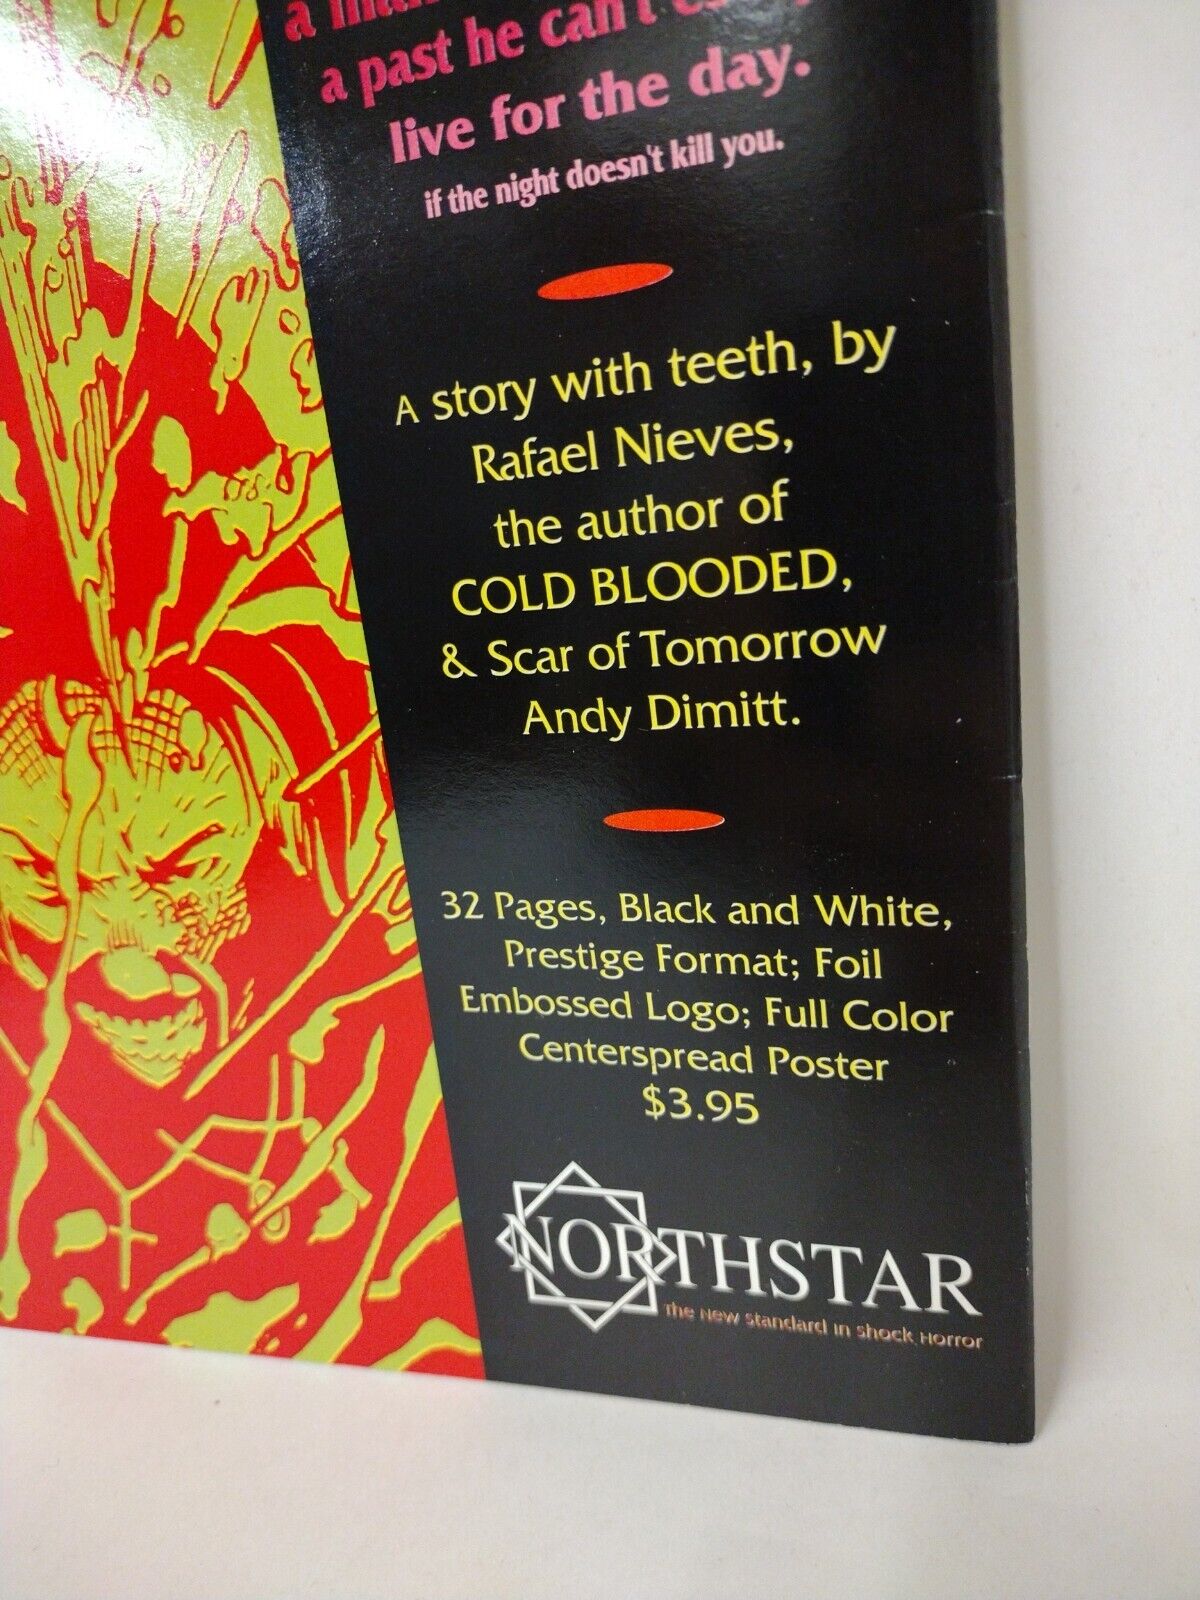 a
a past he can't
live for the day.
if the night doesn't kill you.
A story with teeth, by
Rafael Nieves,
the author of
COLD BLOODED,
& Scar of Tomorrow
Andy Dimitt.
32 Pages, Black and White,
Prestige Format; Foil
Embossed Logo; Full Color
Centerspread Poster
$3.95
NORTHSTAR
The New Standard in Shock Horror